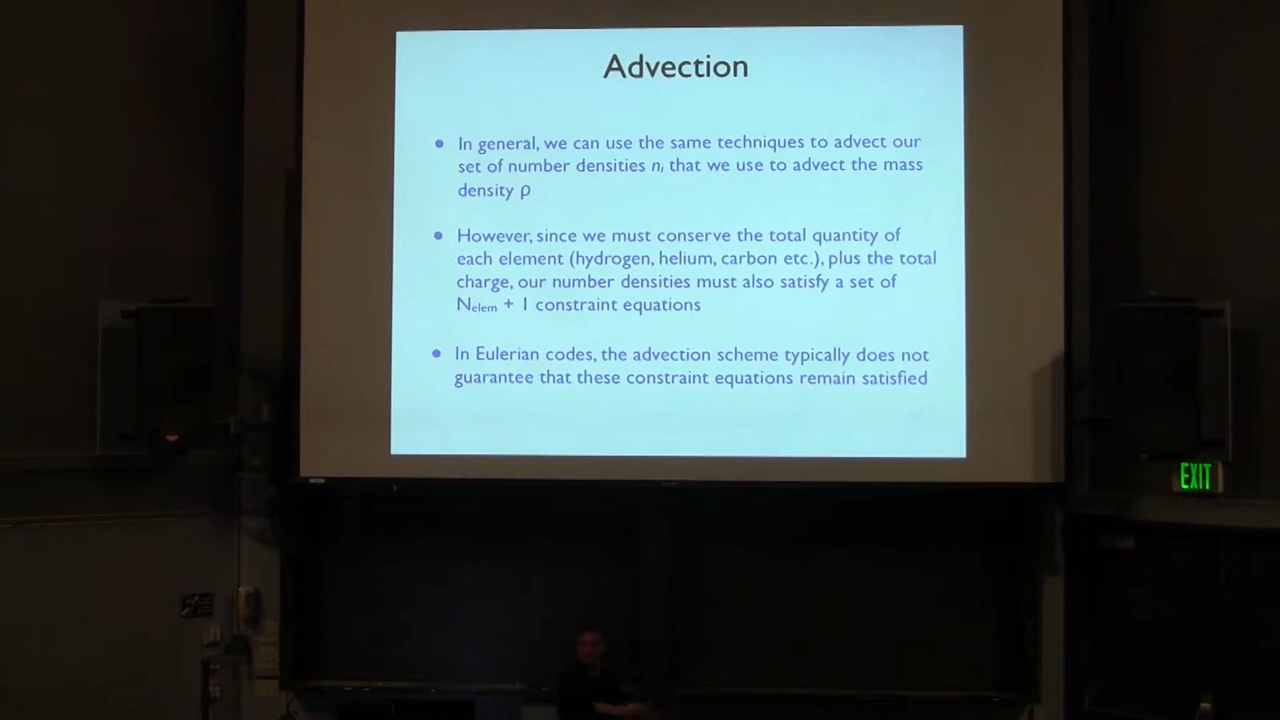 Advection
• In general, we can use the same techniques to advect our
set of number densities nᵢ that we use to advect the mass
density ρ
• However, since we must conserve the total quantity of
each element (hydrogen, helium, carbon etc.), plus the total
charge, our number densities must also satisfy a set of
Nelem + 1 constraint equations
• In Eulerian codes, the advection scheme typically does not
guarantee that these constraint equations remain satisfied
EXIT